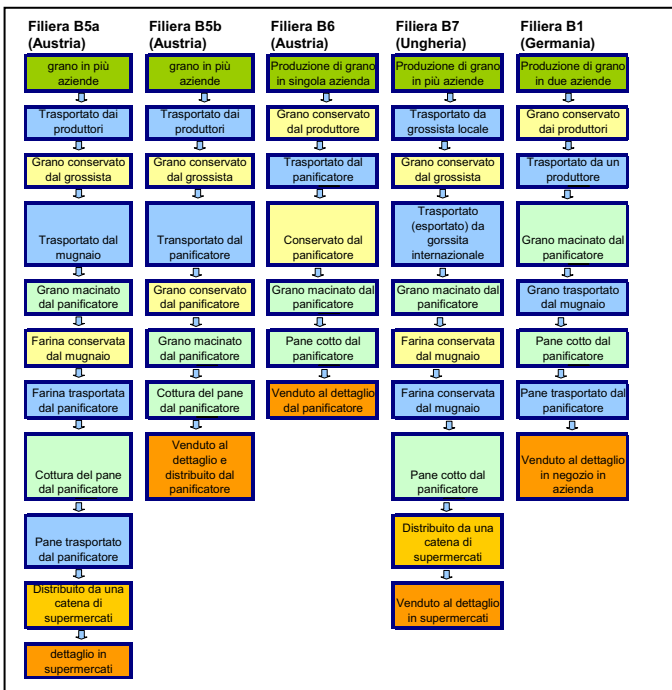 Filiera B5a
(Austria)
grano in più
aziende
Trasportato dai
produttori
Grano conservato
dal grossista
Trasportato dal
mugnaio
Grano macinato
dal panificatore
Farina conservata
dal mugnaio
Farina trasportata
dal panificatore
Cottura del pane
dal panificatore
Pane trasportato
dal panificatore
Distribuito da una
catena di
supermercati
dettaglio in
supermercati
Filiera B5b
(Austria)
grano in più
aziende
Trasportato dai
produttori
Grano conservato
dal grossista
Transportato dal
panificatore
Grano conservato
dal panificatore
Grano macinato
dal panificatore
Cottura del pane
dal panificatore
Venduto al
dettaglio e
distribuito dal
panificatore
Filiera B6
(Austria)
Produzione di grano
in singola azienda
Grano conservato
dal produttore
Trasportato dal
panificatore
Conservato dal
panificatore
Grano macinato dal
panificatore
Pane cotto dal
panificatore
Venduto al dettaglio
dal panificatore
Filiera B7
(Ungheria)
Produzione di grano
in più aziende
Trasportato da
grossista locale
Grano conservato
dal grossista
Trasportato
(esportato) da
gorssita
internazionale
Grano macinato dal
panificatore
Farina conservata
dal mugnaio
Farina conservata
dal mugnaio
Pane cotto dal
panificatore
Distribuito da una
catena di
supermercati
Venduto al dettaglio
in supermercati
Filiera B1
(Germania)
Produzione di grano
in due aziende
Grano conservato
dai produttori
Trasportato da un
produttore
Grano macinato dal
panificatore
Grano trasportato
dal mugnaio
Pane cotto dal
panificatore
Pane trasportato dal
panificatore
Venduto al dettaglio
in negozio in
azienda